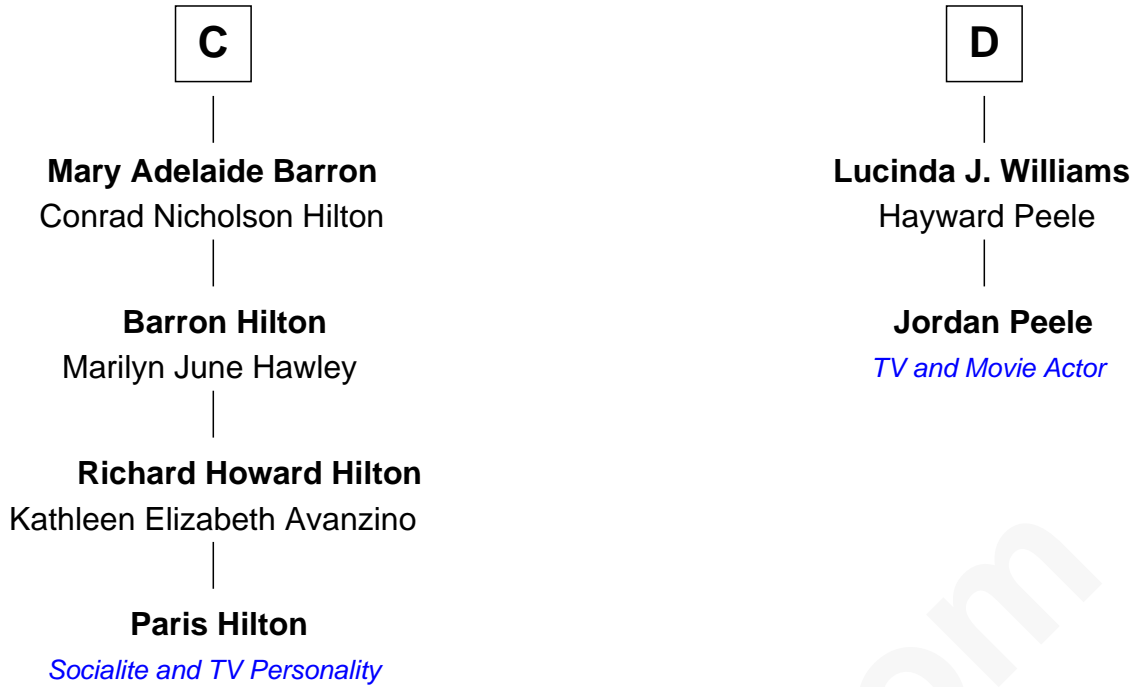 C
Mary Adelaide Barron
Conrad Nicholson Hilton
Barron Hilton
Marilyn June Hawley
Richard Howard Hilton
Kathleen Elizabeth Avanzino
Paris Hilton
Socialite and TV Personality
D
Lucinda J. Williams
Hayward Peele
Jordan Peele
TV and Movie Actor
om